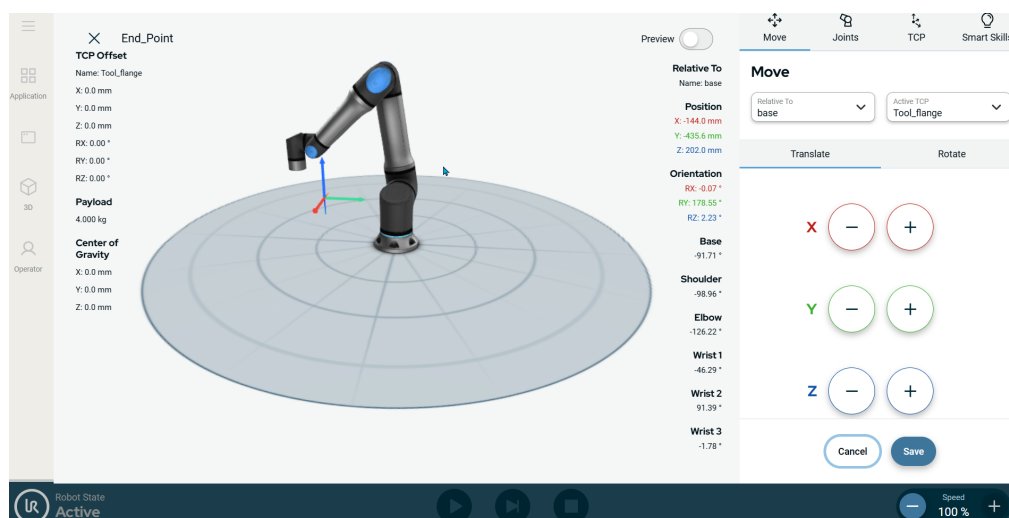 End_Point
Preview
TCP Offset
Name: Tool_flange
X: 0.0 mm
Y: 0.0 mm
Z: 0.0 mm
RX: 0.00 °
RY: 0.00 °
RZ: 0.00 °
Payload
4.000 kg
Center of
Gravity
X: 0.0 mm
Y: 0.0 mm
Z: 0.0 mm
Application
3D
Operator
Relative To
Name: base
Position
X: -144.0 mm
Y: -435.6 mm
Z: 202.0 mm
Orientation
RX: -0.07 °
RY: 178.55 °
RZ: 2.23 °
Base
-91.71 °
Shoulder
-98.96 °
Elbow
-126.22 °
Wrist 1
-46.29 °
Wrist 2
91.39 °
Wrist 3
-1.78 °
Move
Joints
TCP
Smart Skills
Move
Relative To
base
Active TCP
Tool_flange
Translate
Rotate
X − +
Y − +
Z − +
Cancel
Save
UR
Robot State
Active
Speed
− 100 % +